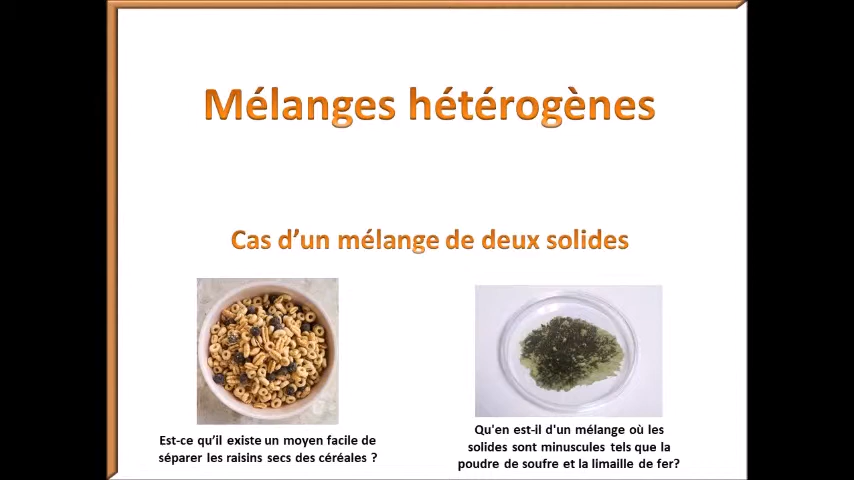 Mélanges hétérogènes
Cas d’un mélange de deux solides
Est-ce qu’il existe un moyen facile de
séparer les raisins secs des céréales ?
Qu'en est-il d'un mélange où les
solides sont minuscules tels que la
poudre de soufre et la limaille de fer?